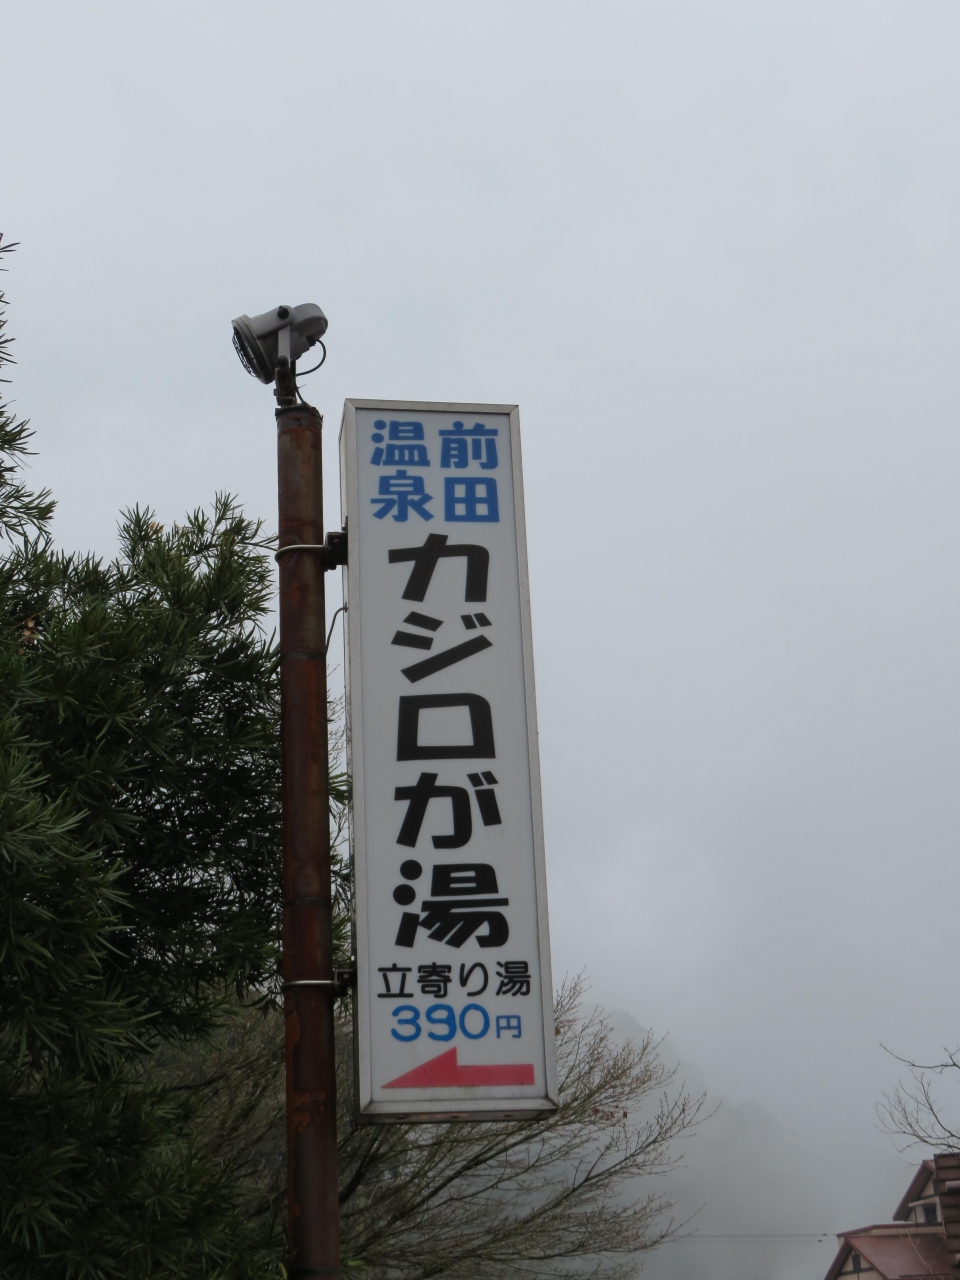 前田
温泉
カジロが湯
立寄り湯
390円